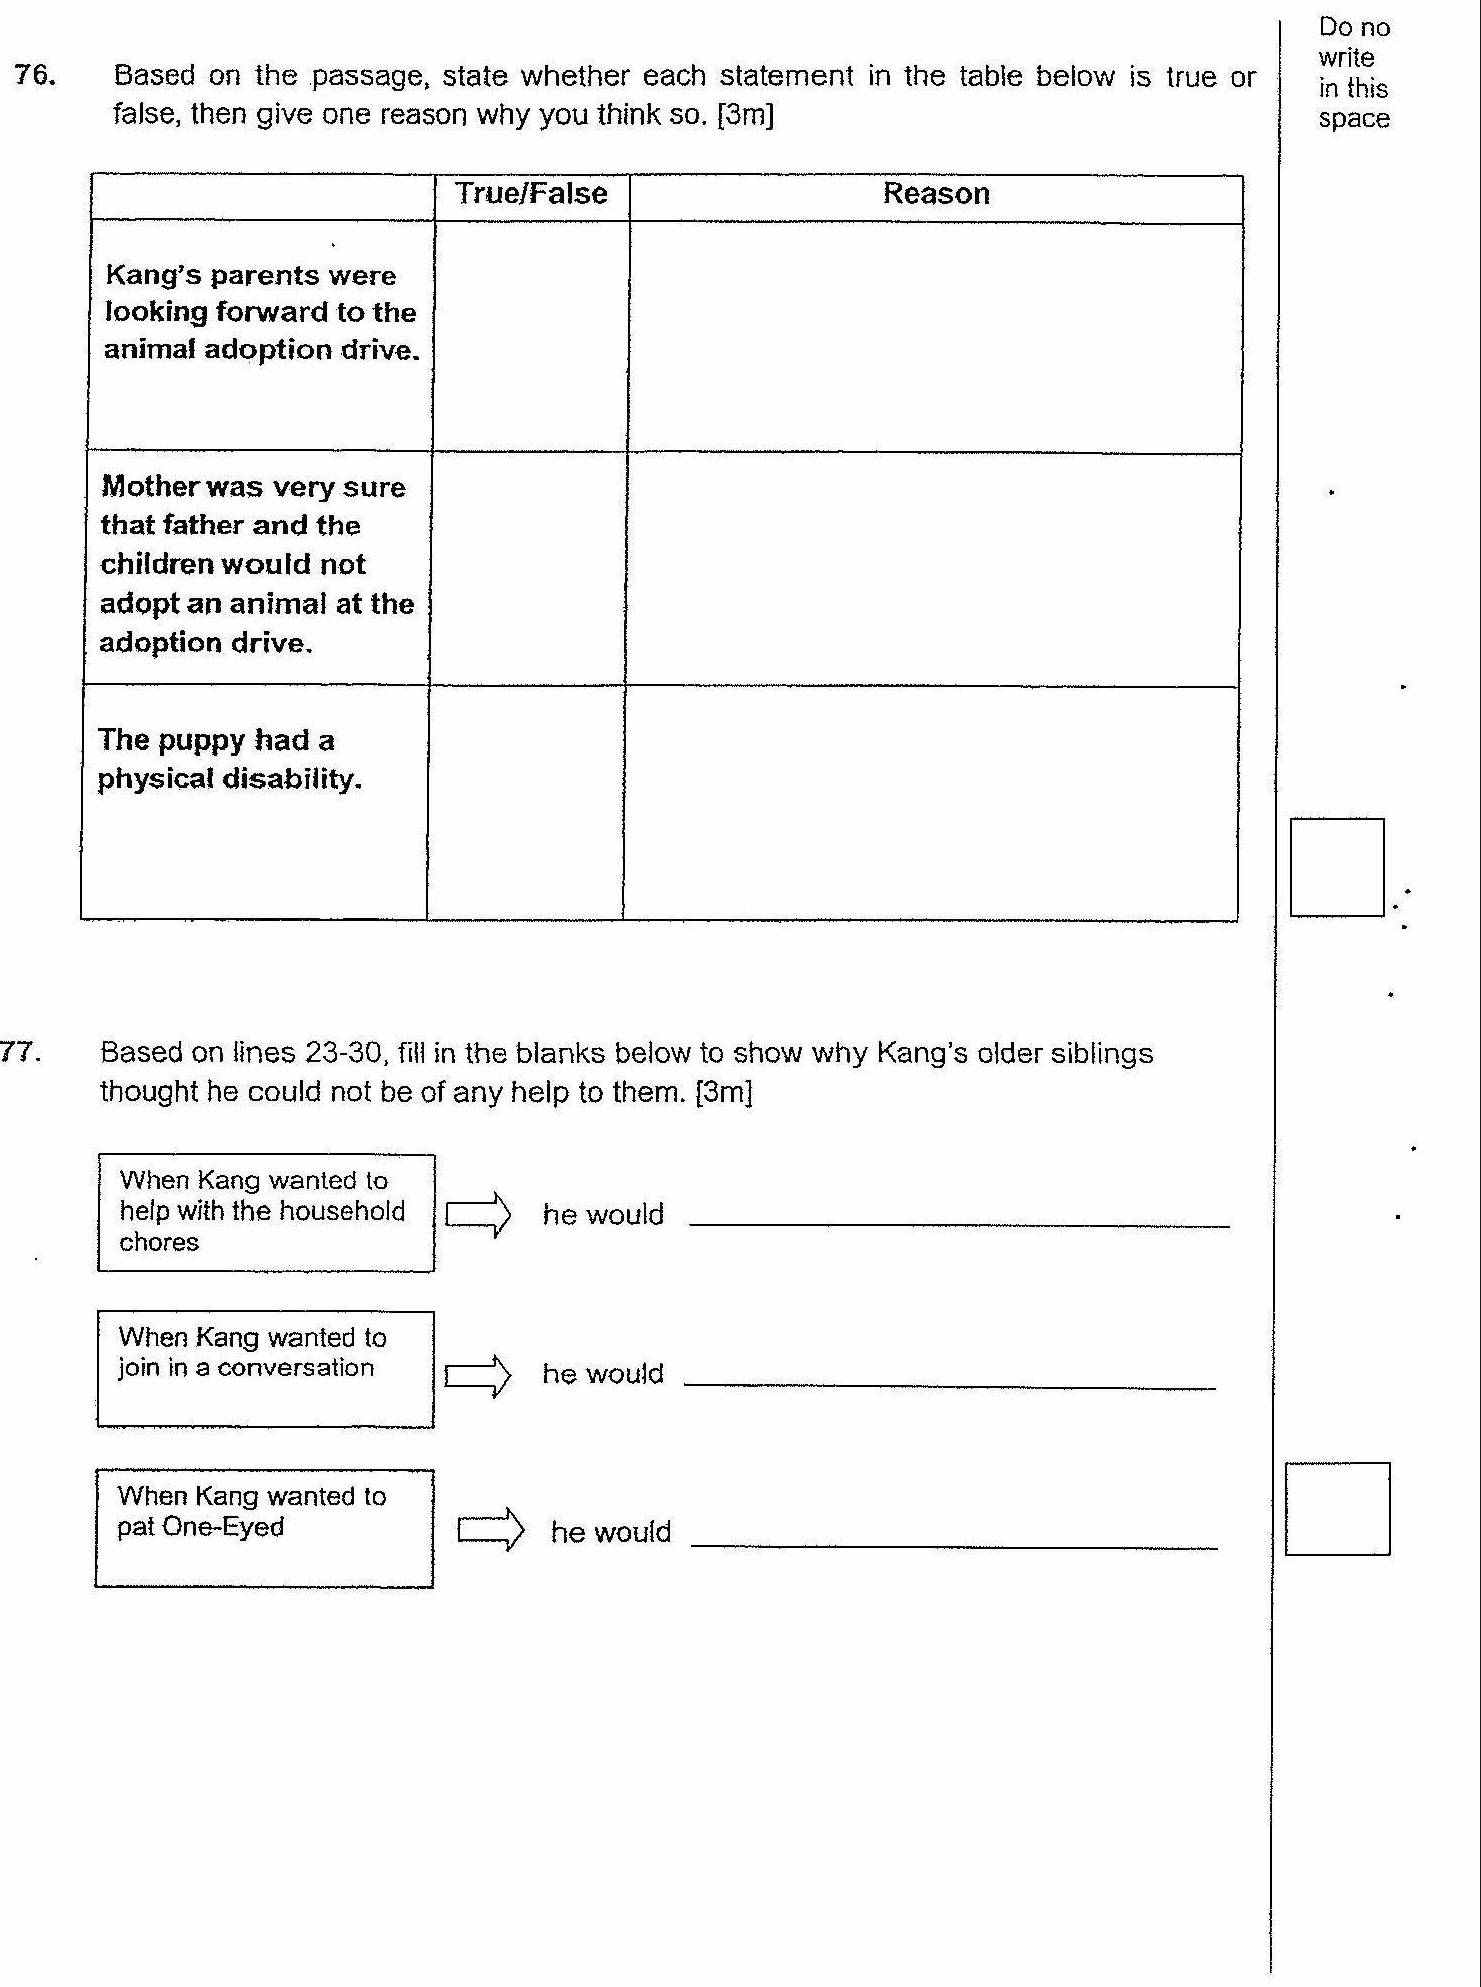 Do no
write
in this
space
76. Based on the passage, state whether each statement in the table below is true or
false, then give one reason why you think so. [3m]
True/False Reason
Kang's parents were
looking forward to the
animal adoption drive.
Mother was very sure
that father and the
children would not
adopt an animal at the
adoption drive.
The puppy had a
physical disability.
77. Based on lines 23-30, fill in the blanks below to show why Kang's older siblings
thought he could not be of any help to them. [3m]
When Kang wanted to
help with the household
chores
he would
When Kang wanted to
join in a conversation
he would
When Kang wanted to
pat One-Eyed
he would